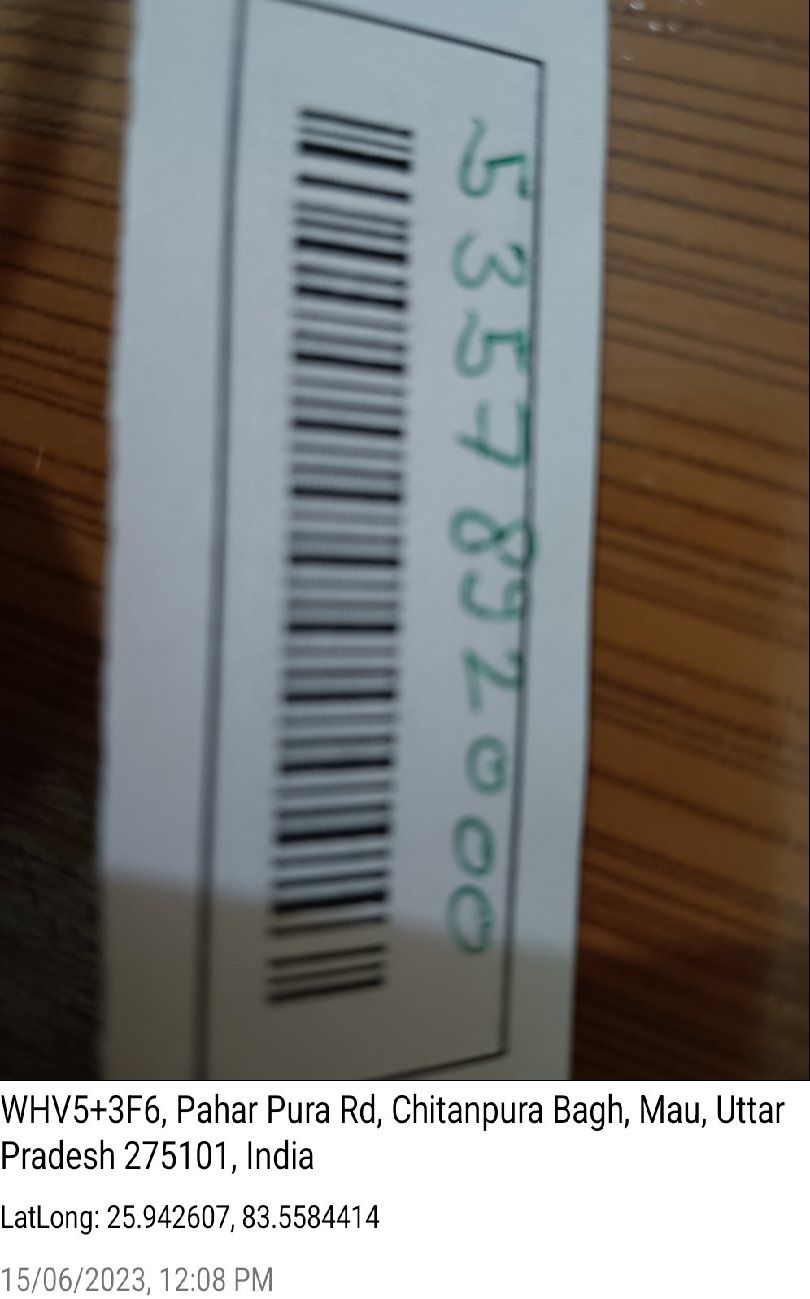 5357892000
WHV5+3F6, Pahar Pura Rd, Chitanpura Bagh, Mau, Uttar
Pradesh 275101, India
LatLong: 25.942607, 83.5584414
15/06/2023, 12:08 PM